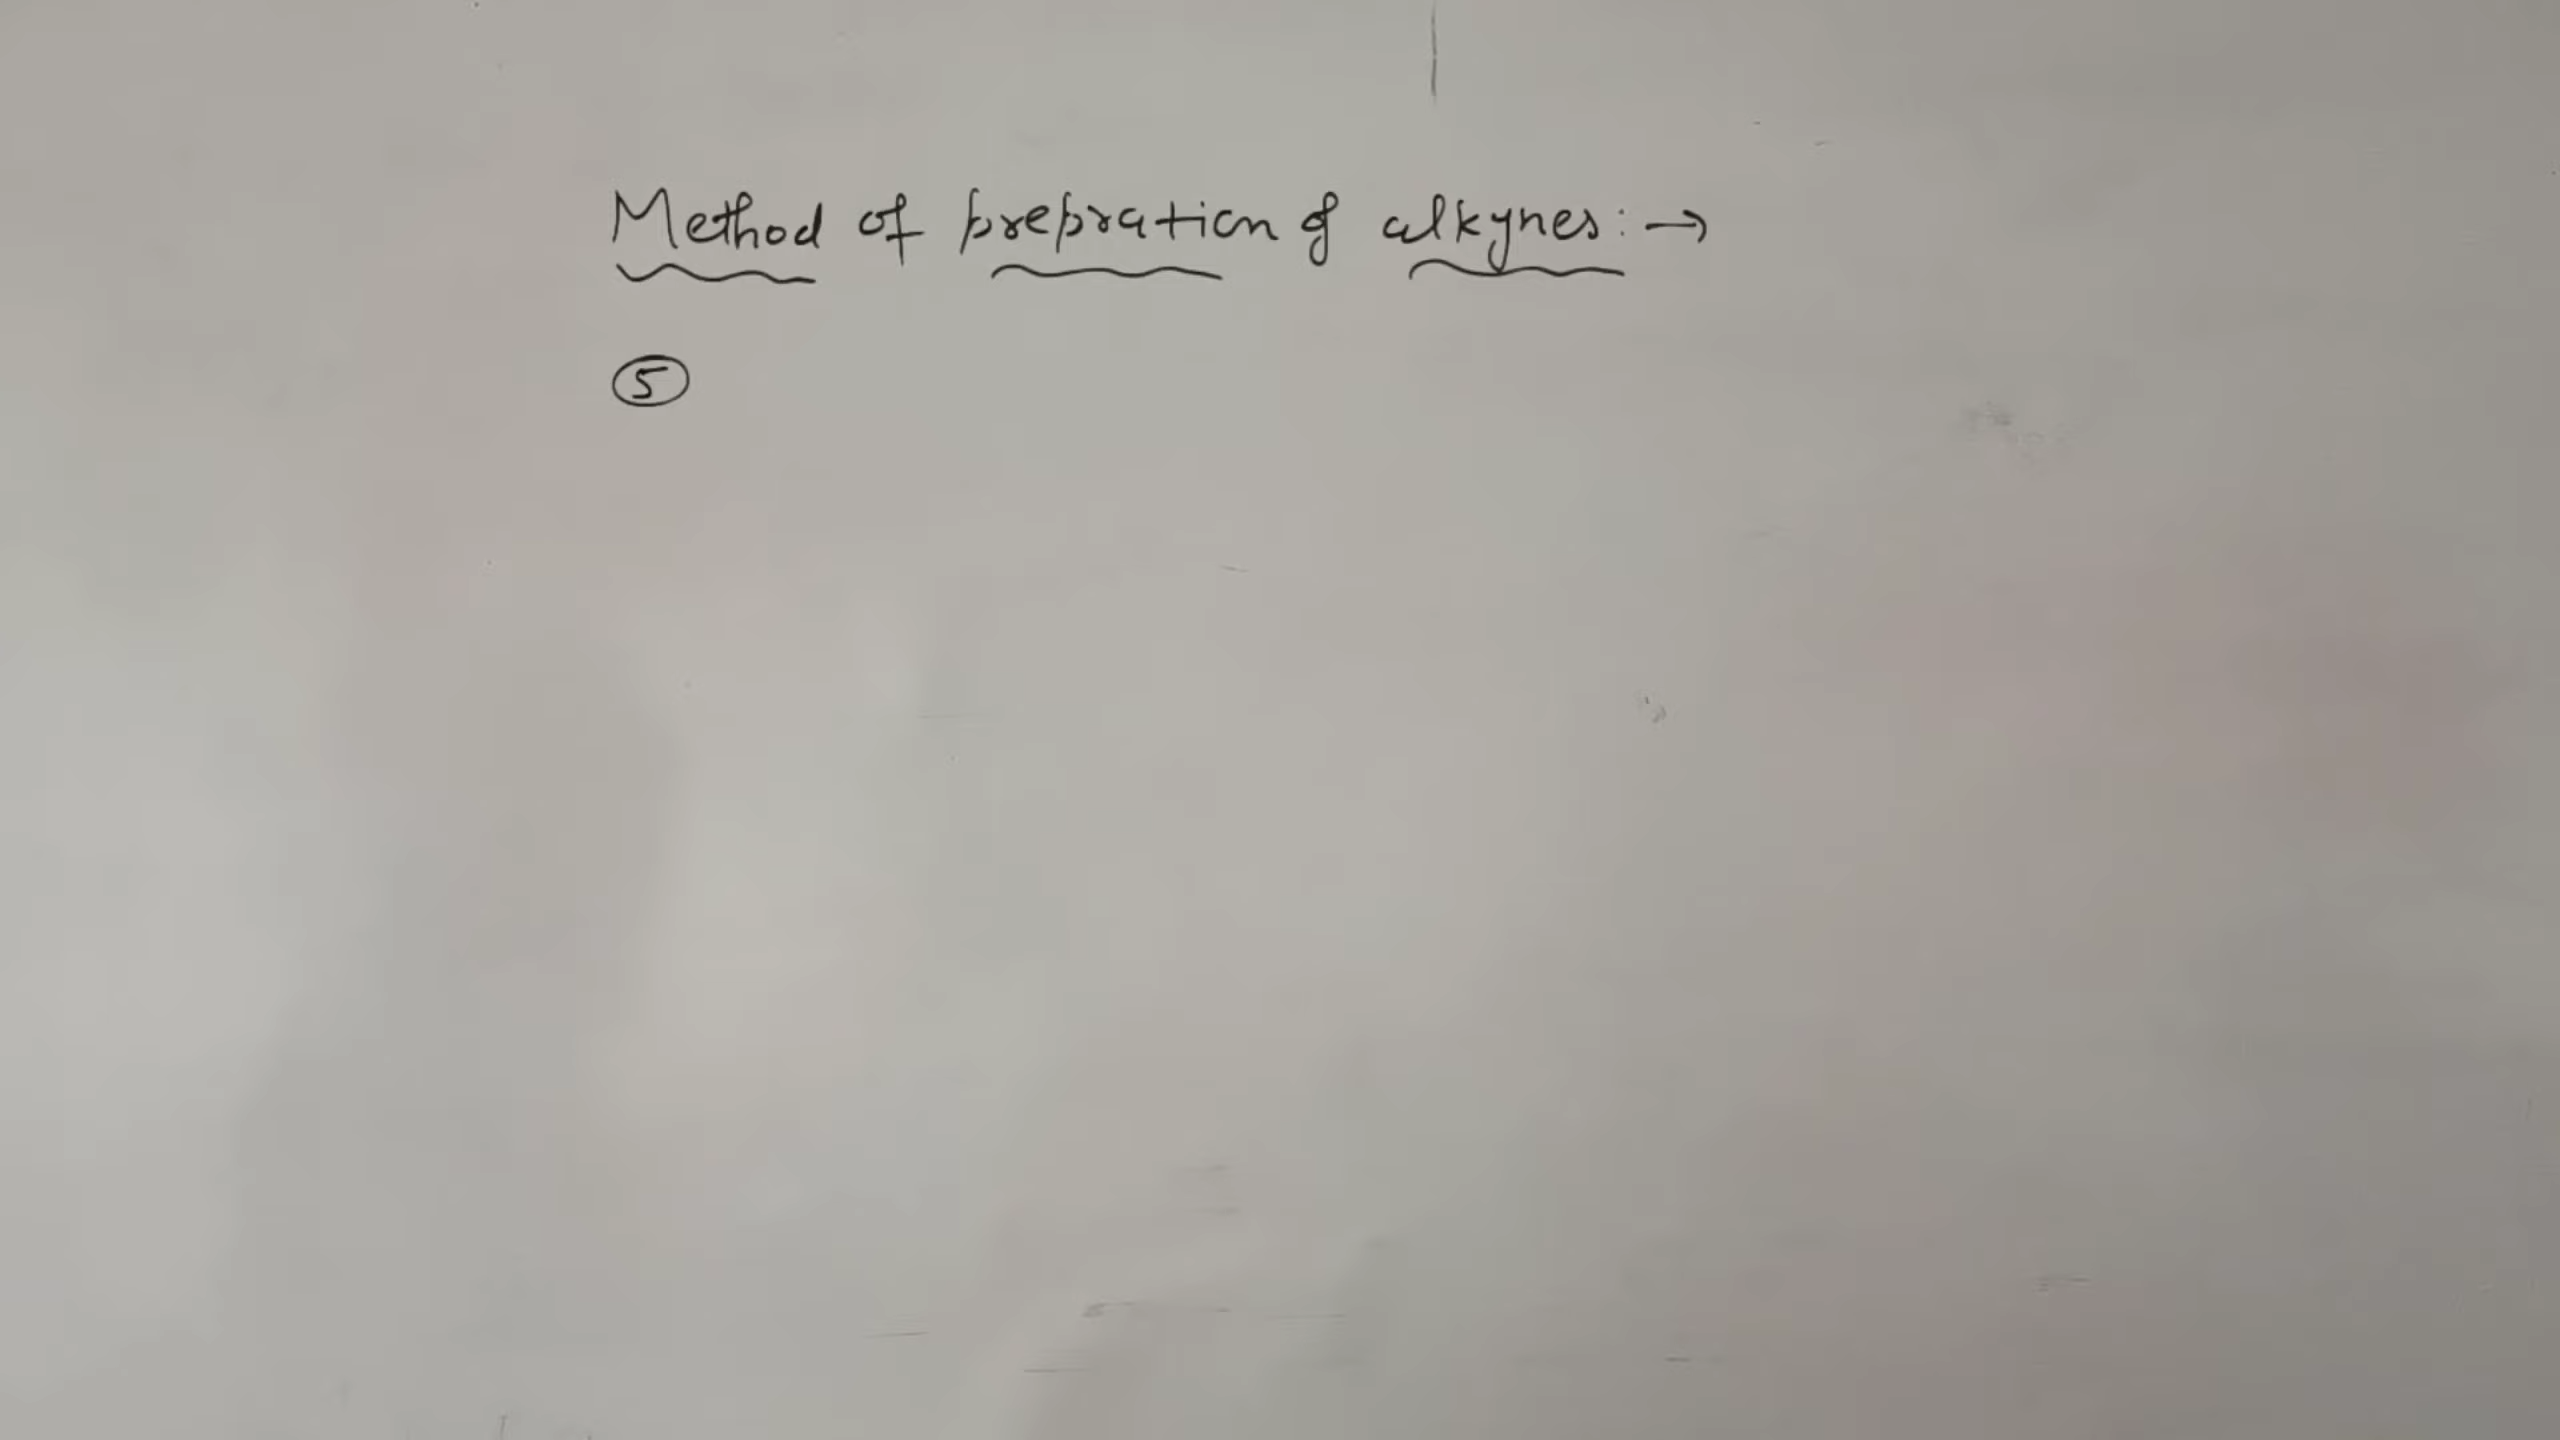 Method of prepration of alkynes:→
⑤